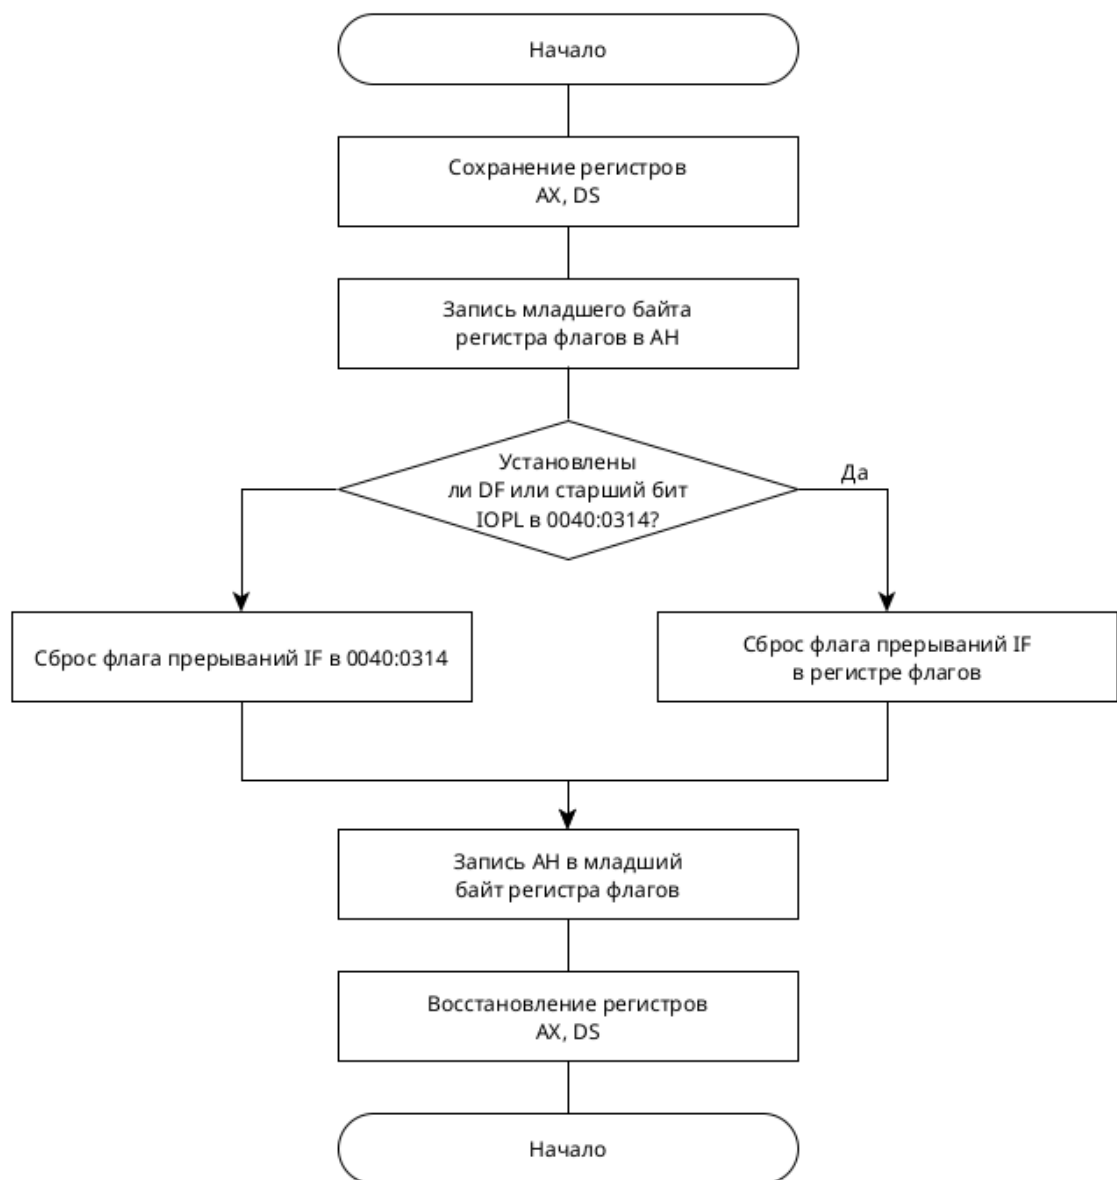 Начало
Сохранение регистров
AX, DS
Запись младшего байта
регистра флагов в AH
Установлены
ли DF или старший бит
IOPL в 0040:0314?
Да
Сброс флага прерываний IF в 0040:0314
Сброс флага прерываний IF
в регистре флагов
Запись AH в младший
байт регистра флагов
Восстановление регистров
AX, DS
Начало